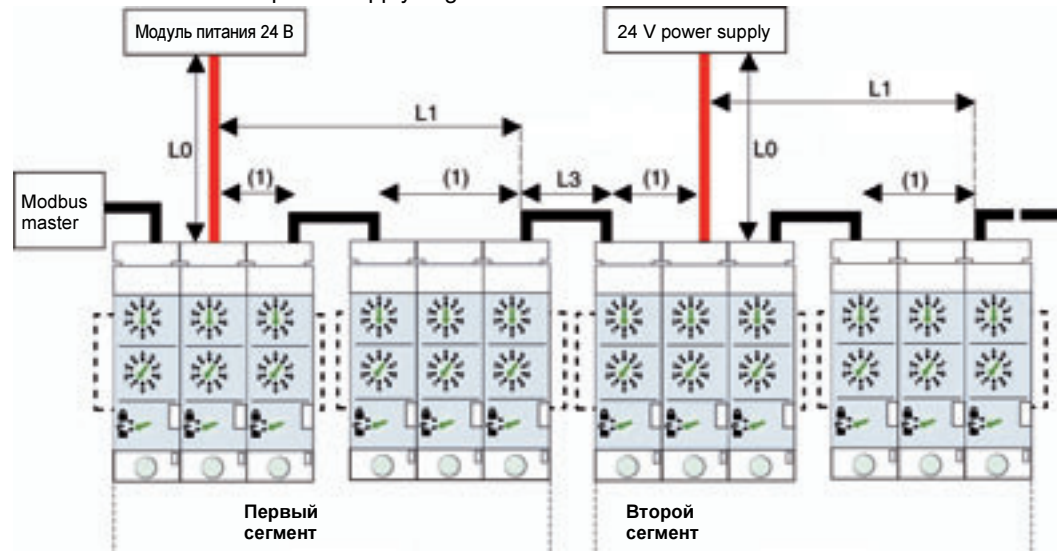 Модуль питания 24 В
24 V power supply
L1
L1
L0
L0
(1)
(1)
L3
(1)
(1)
Modbus
master
Первый
сегмент
Второй
сегмент